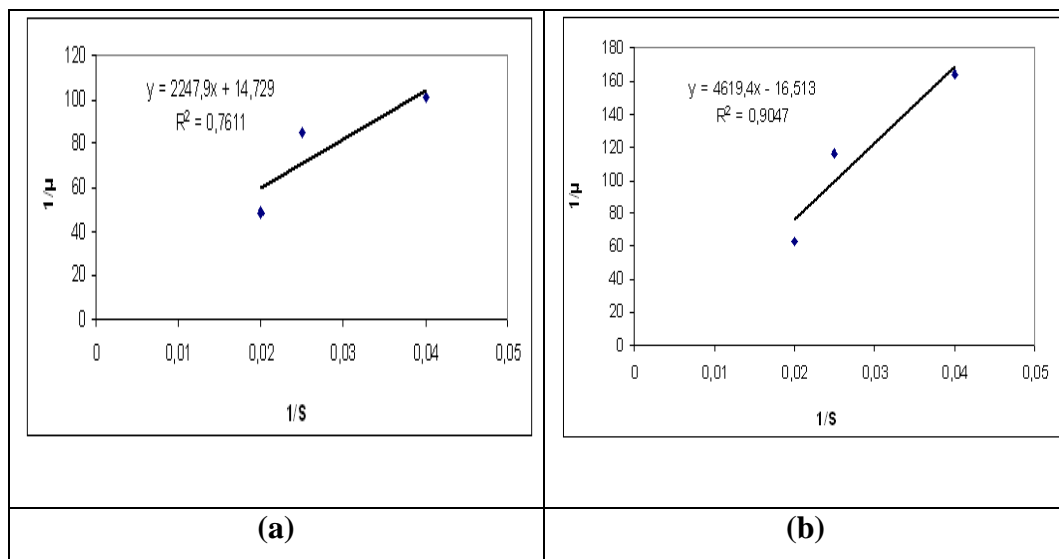 120
100
80
60
40
20
0
y = 2247,9x + 14,729
R² = 0,7611
1/μ
0 0,01 0,02 0,03 0,04 0,05
1/S
(a)
180
160
140
120
100
80
60
40
20
0
y = 4619,4x - 16,513
R² = 0,9047
1/μ
0 0,01 0,02 0,03 0,04 0,05
1/S
(b)